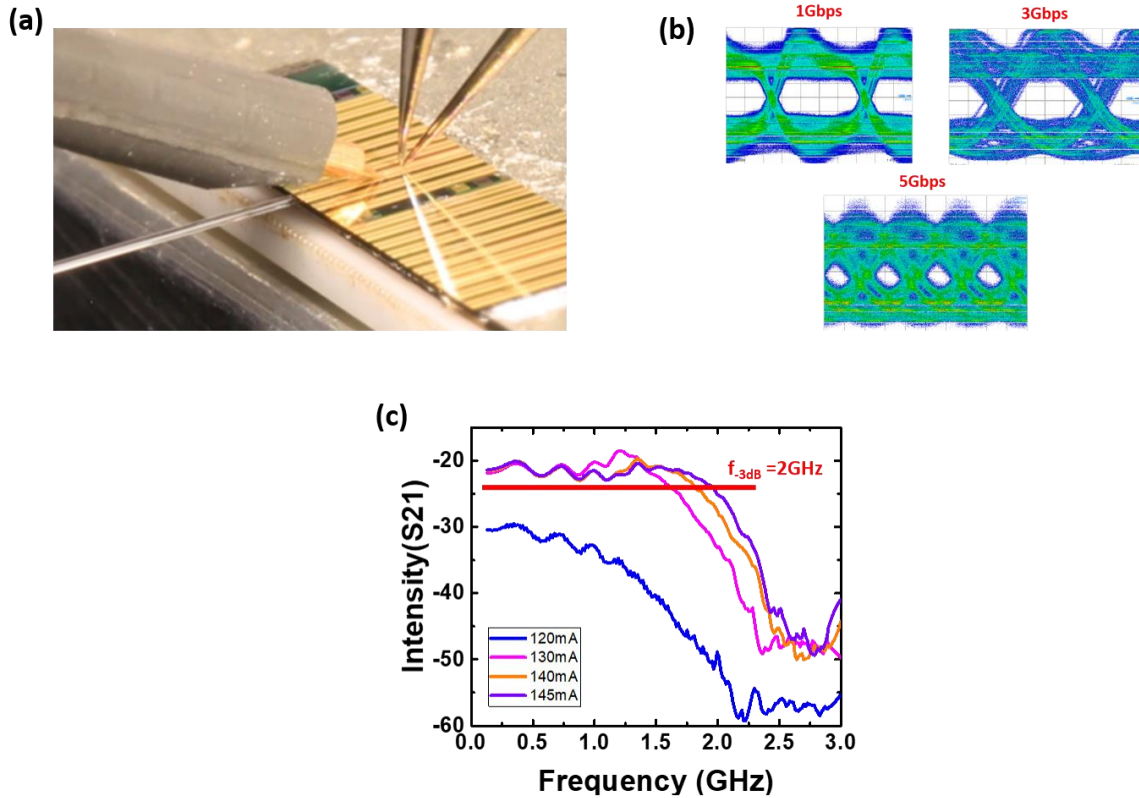 (a)
(b)
1Gbps
3Gbps
5Gbps
(c)
f-3dB =2GHz
Intensity(S21)
-20
-30
-40
-50
-60
120mA
130mA
140mA
145mA
0.0 0.5 1.0 1.5 2.0 2.5 3.0
Frequency (GHz)